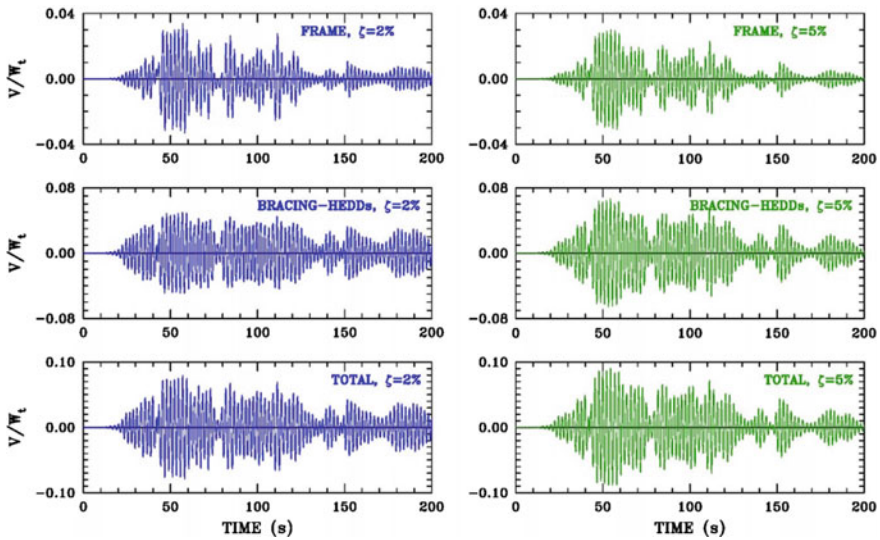 0.04
FRAME, ζ=2%
V/Wt
0.00
-0.04
0 50 100 150 200
0.04
FRAME, ζ=5%
0.00
-0.04
0 50 100 150 200
0.08
BRACING-HEDDs, ζ=2%
V/Wt
0.00
-0.08
0 50 100 150 200
0.08
BRACING-HEDDs, ζ=5%
0.00
-0.08
0 50 100 150 200
0.10
TOTAL, ζ=2%
V/Wt
0.00
-0.10
0 50 100 150 200
TIME (s)
0.10
TOTAL, ζ=5%
0.00
-0.10
0 50 100 150 200
TIME (s)